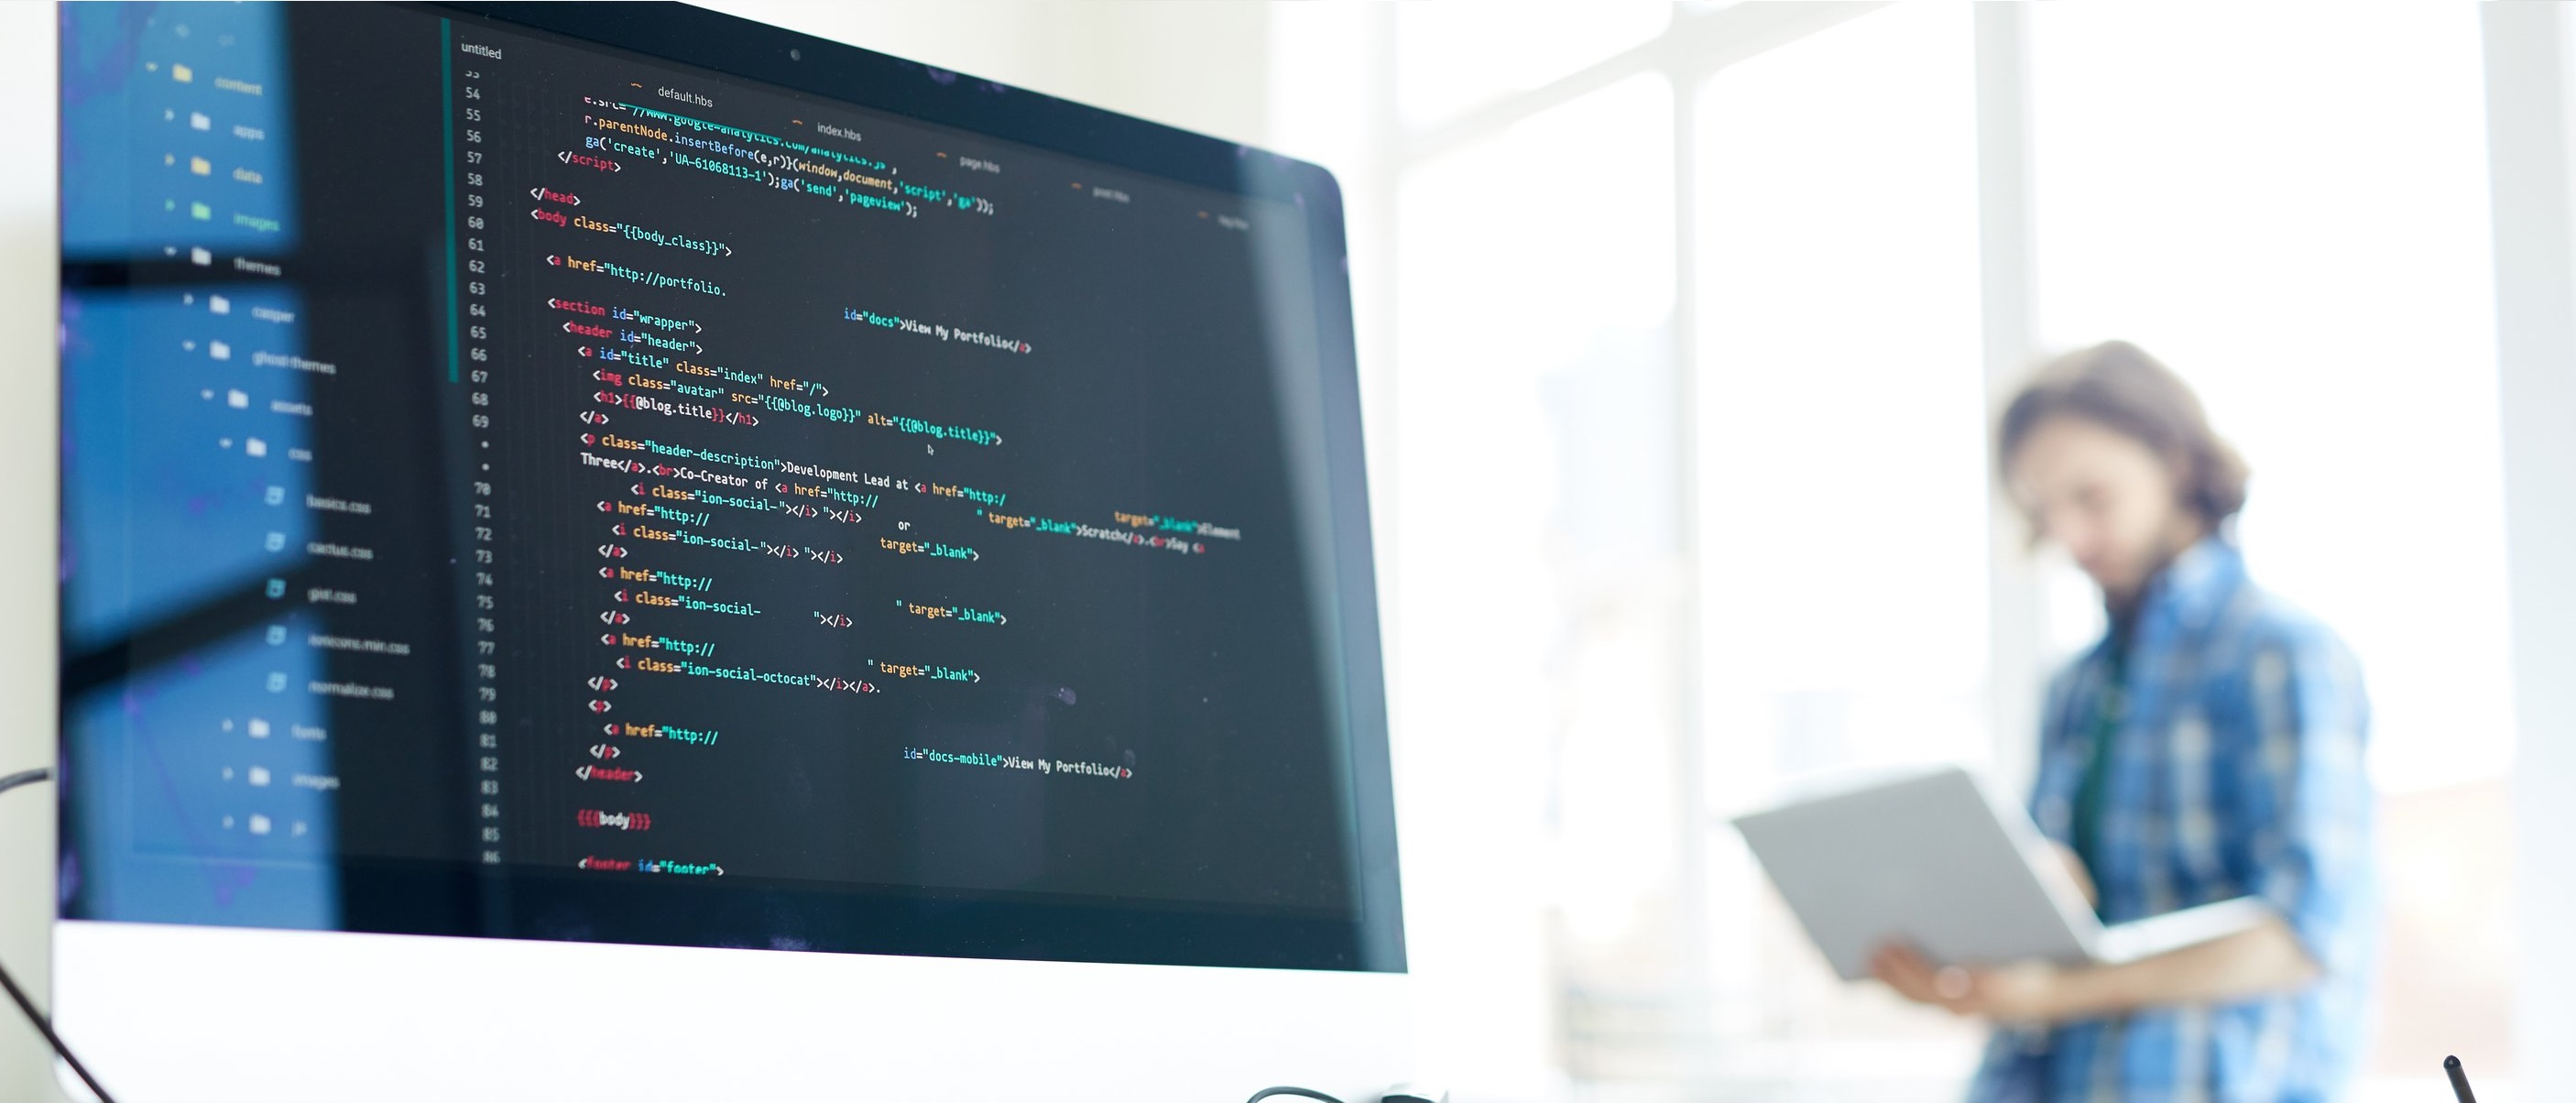 content
apps
data
images
themes
casper
ghost-themes
assets
css
basics.css
cactus.css
gist.css
ionicons.min.css
normalize.css
fonts
images
js
untitled
default.hbs
index.hbs
page.hbs
post.hbs
53
54 e.src='//www.google-analytics.com/analytics.js';
55 r.parentNode.insertBefore(e,r)}(window,document,'script','ga'));
56 ga('create','UA-61068113-1');ga('send','pageview');
57 </script>
58
59 </head>
60 <body class="{{body_class}}">
61
62 <a href="http://portfolio. id="docs">View My Portfolio</a>
63
64 <section id="wrapper">
65 <header id="header">
66 <a id="title" class="index" href="/">
67 <img class="avatar" src="{{@blog.logo}}" alt="{{@blog.title}}">
68 <h1>{{@blog.title}}</h1>
69 </a>
<p class="header-description">Development Lead at <a href="http:/ target="_blank">Element
Three</a>.<br>Co-Creator of <a href="http:// " target="_blank">Scratch</a>.<br>Say <a
70 <i class="ion-social-"></i> "></i> or
71 <a href="http:// target="_blank">
72 <i class="ion-social-"></i> "></i>
73 </a>
74 <a href="http:// " target="_blank">
75 <i class="ion-social- "></i>
76 </a>
77 <a href="http:// " target="_blank">
78 <i class="ion-social-octocat"></i></a>.
79 </p>
80 <p>
81 <a href="http:// id="docs-mobile">View My Portfolio</a>
82 </p>
83 </header>
84
85 {{{body}}}
86
<footer id="footer">